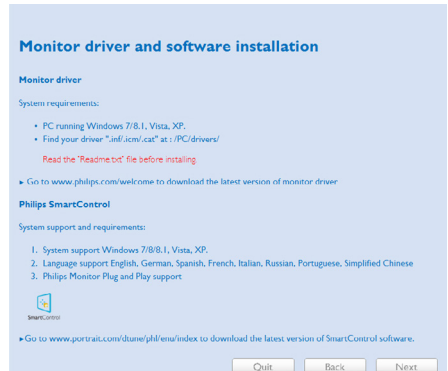 Monitor driver and software installation
Monitor driver
System requirements:
• PC running Windows 7/8.1, Vista, XP.
• Find your driver ".inf/.icm/.cat" at : /PC/drivers/
Read the "Readme.txt" file before installing.
▸ Go to www.philips.com/welcome to download the latest version of monitor driver
Philips SmartControl
System support and requirements:
1. System support Windows 7/8/8.1, Vista, XP.
2. Language support English, German, Spanish, French, Italian, Russian, Portuguese, Simplified Chinese
3. Philips Monitor Plug and Play support
SmartControl
▸Go to www.portrait.com/dtune/phl/enu/index to download the latest version of SmartControl software.
Quit Back Next